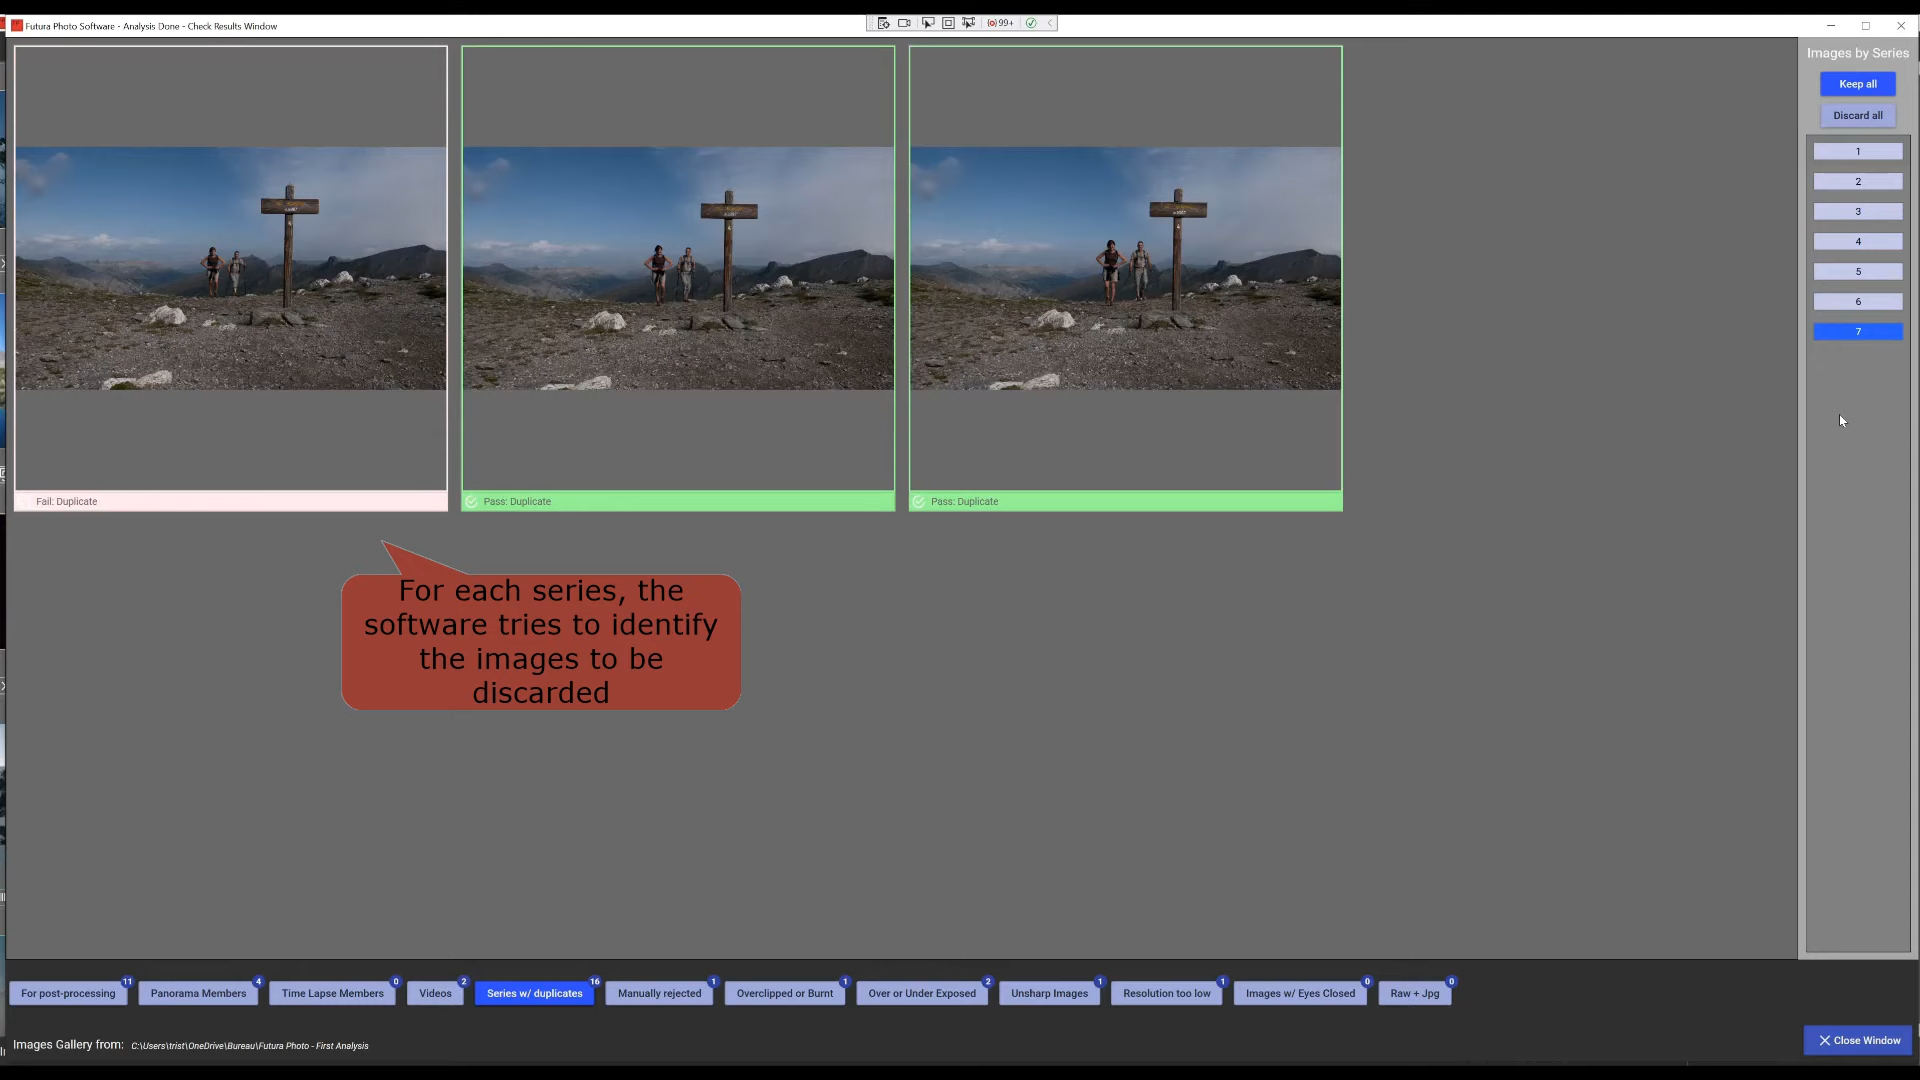 Futura Photo Software - Analysis Done - Check Results Window
99+
Images by Series
Keep all
Discard all
1
2
3
4
5
6
7
Fail: Duplicate
Pass: Duplicate
Pass: Duplicate
For each series, the
software tries to identify
the images to be
discarded
For post-processing 11
Panorama Members 4
Time Lapse Members 0
Videos 2
Series w/ duplicates 16
Manually rejected 1
Overclipped or Burnt 1
Over or Under Exposed 2
Unsharp Images 1
Resolution too low 1
Images w/ Eyes Closed 0
Raw + Jpg 0
Images Gallery from: C:\Users\trist\OneDrive\Bureau\Futura Photo - First Analysis
Close Window